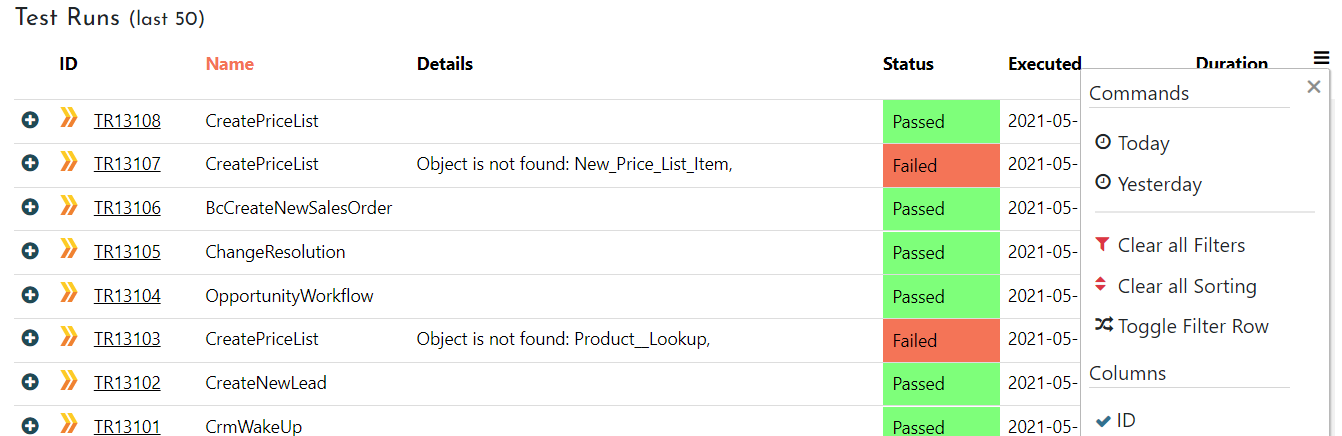 Test Runs (last 50)
ID Name Details Status Executed Duration
Commands
TR13108 CreatePriceList Passed 2021-05-
Today
TR13107 CreatePriceList Object is not found: New_Price_List_Item, Failed 2021-05-
Yesterday
TR13106 BcCreateNewSalesOrder Passed 2021-05-
TR13105 ChangeResolution Passed 2021-05-
Clear all Filters
TR13104 OpportunityWorkflow Passed 2021-05-
Clear all Sorting
TR13103 CreatePriceList Object is not found: Product__Lookup, Failed 2021-05-
Toggle Filter Row
TR13102 CreateNewLead Passed 2021-05-
Columns
TR13101 CrmWakeUp Passed 2021-05-
ID